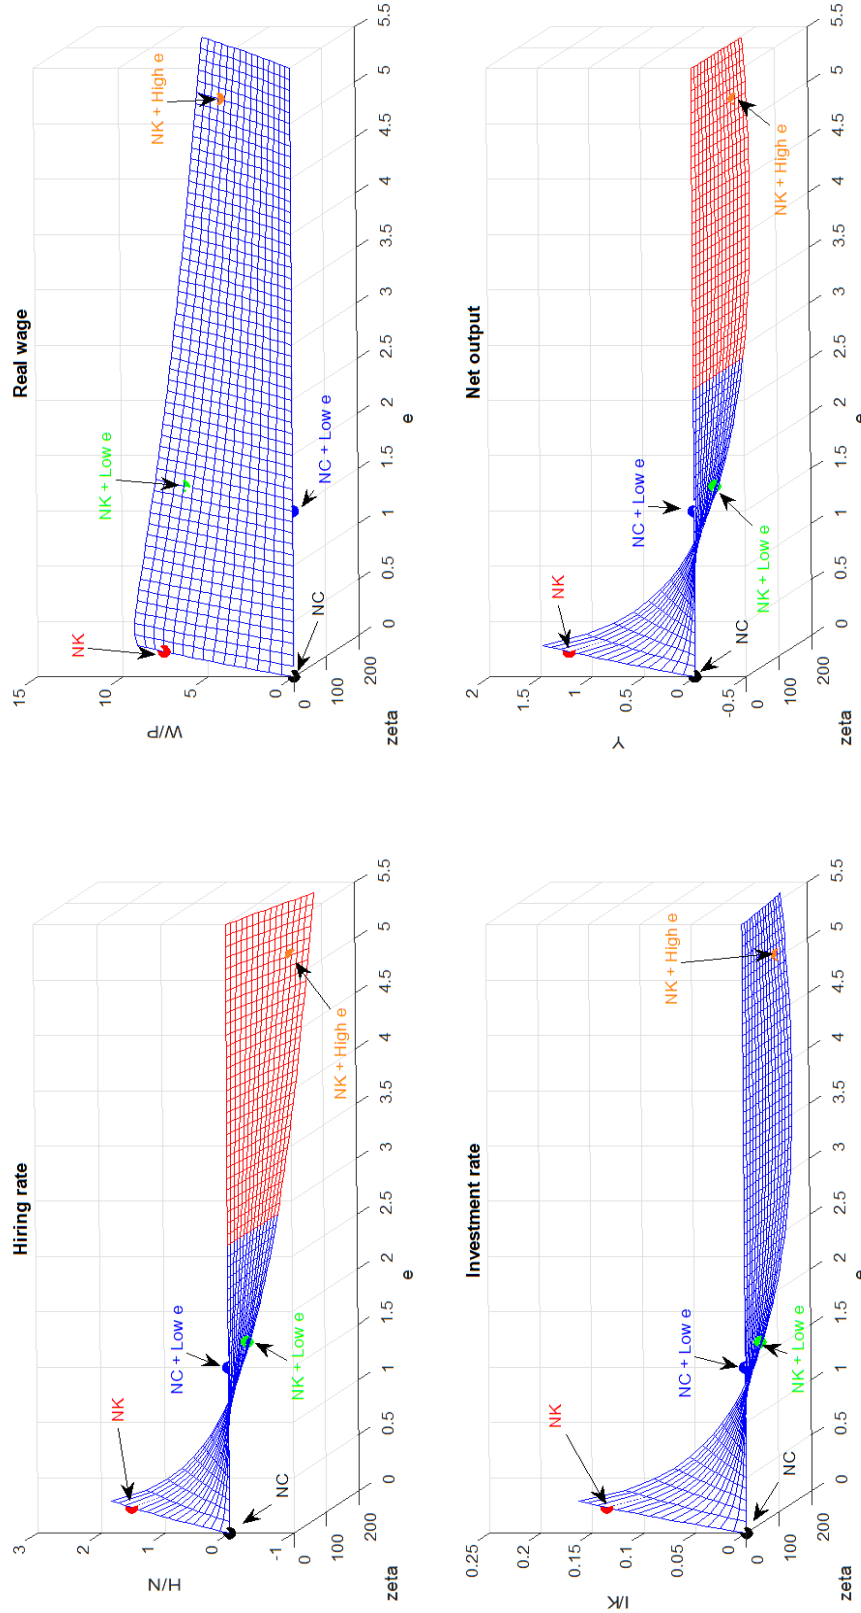 Hiring rate
3
2
1
0
-1
H/N
0
100
200
zeta
0
0.5
1
1.5
2
2.5
3
3.5
4
4.5
5
5.5
e
NK
NC
NC + Low e
NK + Low e
NK + High e
Real wage
15
10
5
0
W/P
0
100
200
zeta
0
0.5
1
1.5
2
2.5
3
3.5
4
4.5
5
5.5
e
NK
NC
NK + Low e
NC + Low e
NK + High e
Investment rate
0.25
0.2
0.15
0.1
0.05
0
I/K
0
100
200
zeta
0
0.5
1
1.5
2
2.5
3
3.5
4
4.5
5
5.5
e
NK
NC
NC + Low e
NK + Low e
NK + High e
Net output
2
1.5
1
0.5
0
-0.5
Y
0
100
200
zeta
0
0.5
1
1.5
2
2.5
3
3.5
4
4.5
5
5.5
e
NK
NC
NC + Low e
NK + Low e
NK + High e